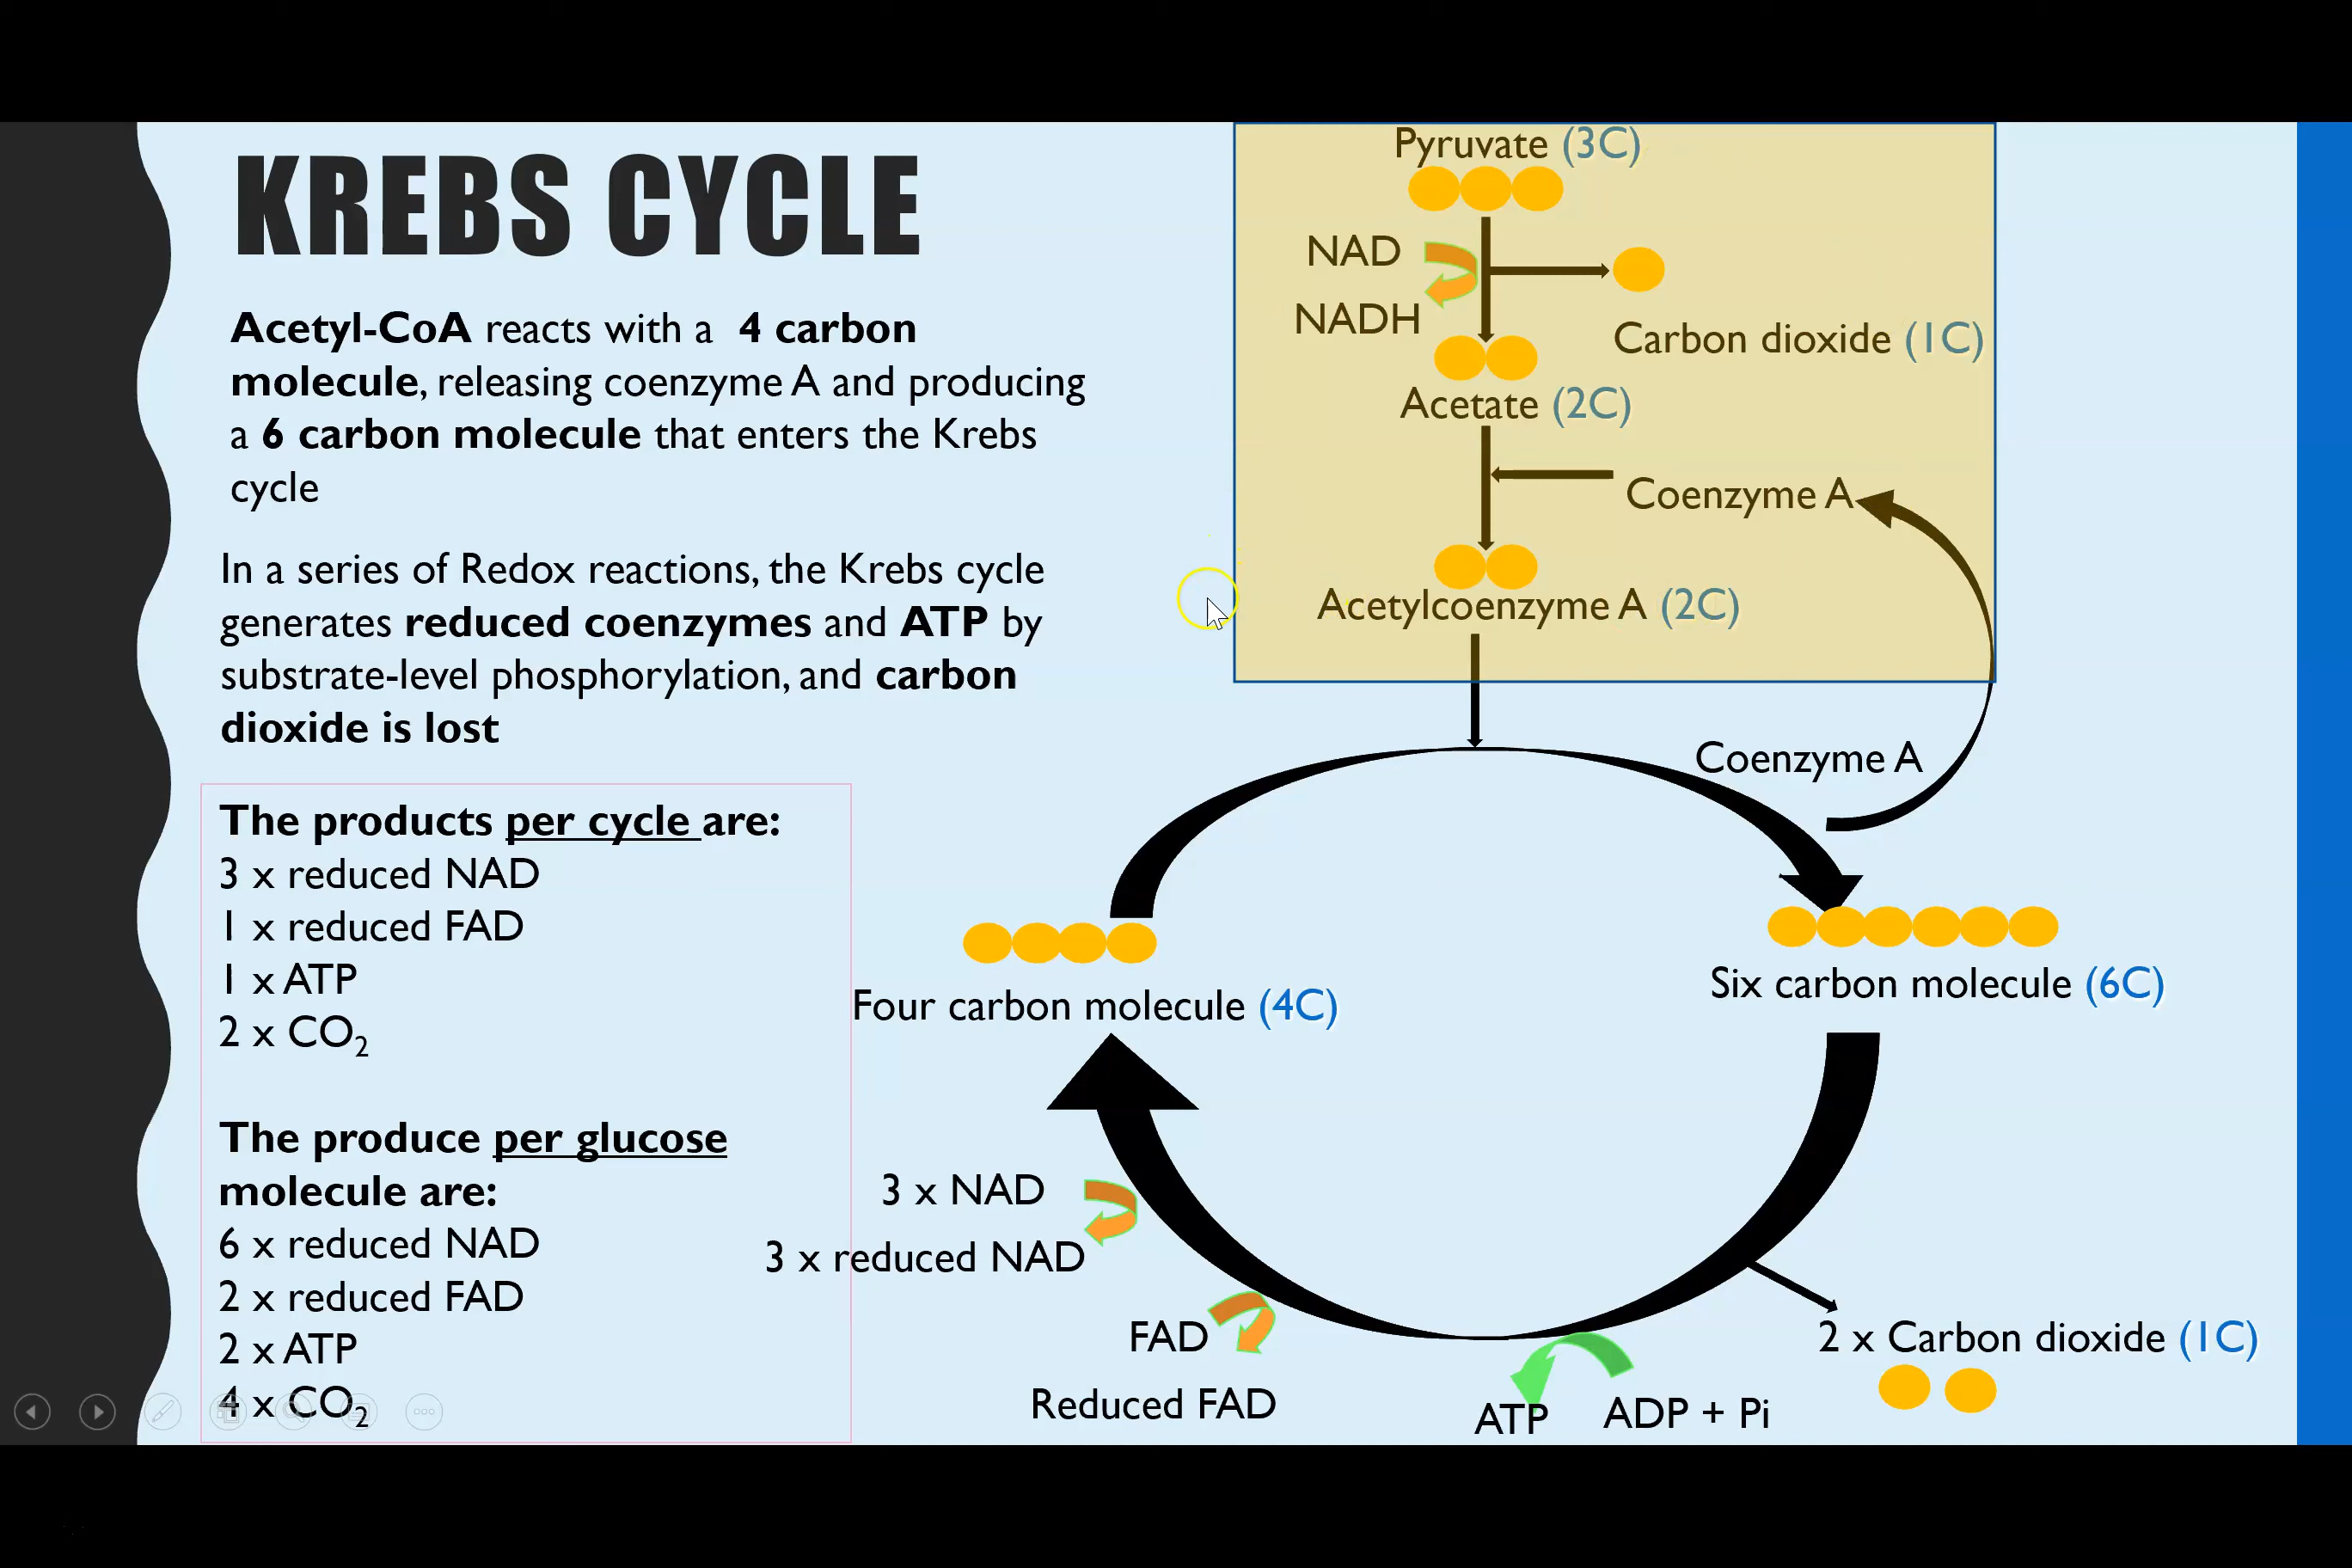 KREBS CYCLE
Acetyl-CoA reacts with a 4 carbon
molecule, releasing coenzyme A and producing
a 6 carbon molecule that enters the Krebs
cycle
In a series of Redox reactions, the Krebs cycle
generates reduced coenzymes and ATP by
substrate-level phosphorylation, and carbon
dioxide is lost
The products per cycle are:
3 x reduced NAD
1 x reduced FAD
1 x ATP
2 x CO₂
The produce per glucose
molecule are:
6 x reduced NAD
2 x reduced FAD
2 x ATP
4 x CO₂
Pyruvate (3C)
NAD
NADH
Carbon dioxide (1C)
Acetate (2C)
Coenzyme A
Acetylcoenzyme A (2C)
Coenzyme A
Four carbon molecule (4C)
Six carbon molecule (6C)
3 x NAD
3 x reduced NAD
FAD
Reduced FAD
ATP
ADP + Pi
2 x Carbon dioxide (1C)